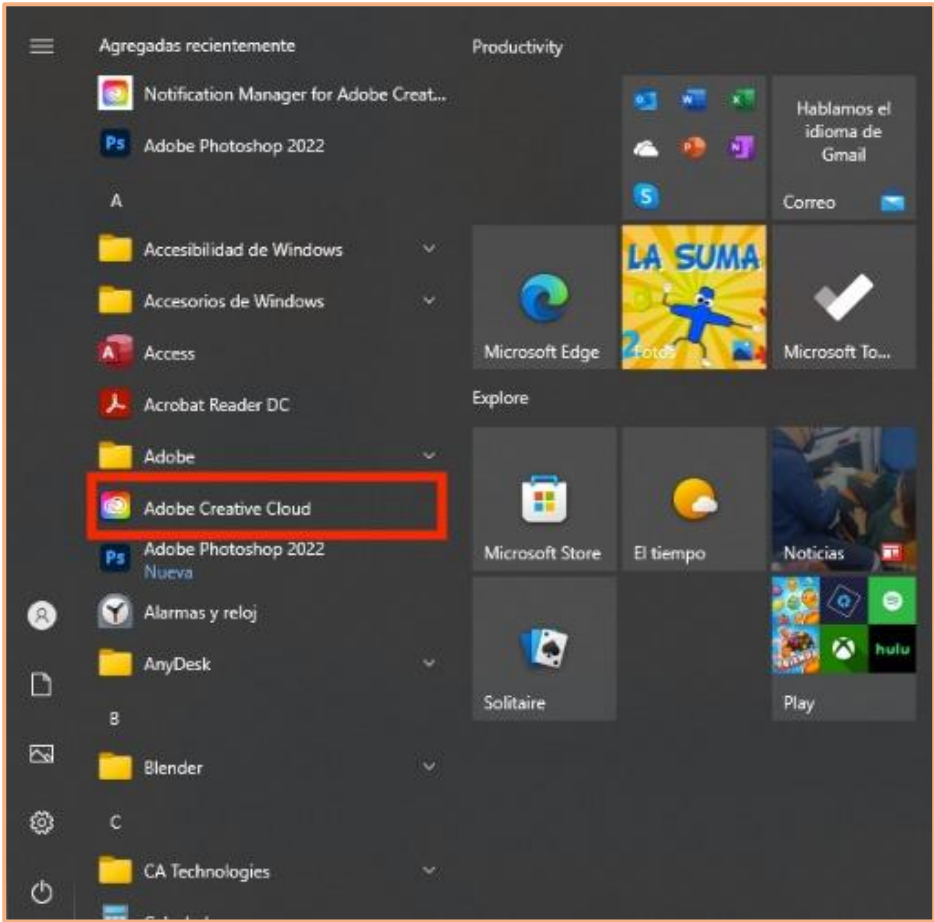 Agregadas recientemente
Notification Manager for Adobe Creat...
Ps
Adobe Photoshop 2022
A
Accesibilidad de Windows
Accesorios de Windows
A
Access
Acrobat Reader DC
Adobe
Adobe Creative Cloud
Ps
Adobe Photoshop 2022
Nueva
Alarmas y reloj
AnyDesk
B
Blender
C
CA Technologies
Productivity
Hablamos el
idioma de
Gmail
Correo
Microsoft Edge
LA SUMA
2
Fotos
Microsoft To...
Explore
Microsoft Store
El tiempo
Noticias
Solitaire
hulu
Play